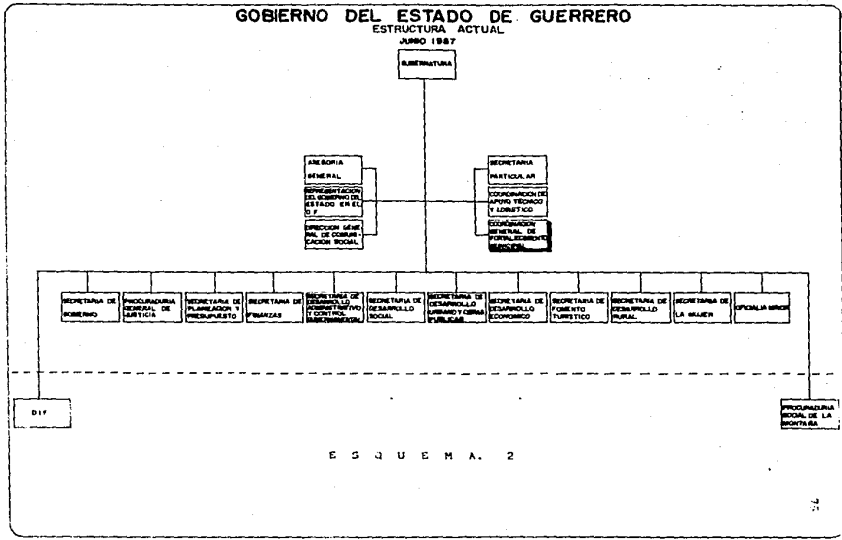 GOBIERNO DEL ESTADO DE GUERRERO
ESTRUCTURA ACTUAL
JUNIO 1987
GUBERNATURA
ASESORIA
GENERAL
SECRETARIA
PARTICULAR
REPRESENTACION
DEL GOBIERNO DEL
ESTADO EN EL
D F
COORDINACION DE
APOYO TÉCNICO
Y LOGISTICO
DIRECCION GENE
RAL DE COMUNI-
CACION SOCIAL
COORDINACION
GENERAL DE
FORTALECIMIENTO
MUNICIPAL
SECRETARIA DE
GOBIERNO
PROCURADURIA
GENERAL DE
JUSTICIA
SECRETARIA DE
PLANEACION Y
PRESUPUESTO
SECRETARIA DE
FINANZAS
SECRETARIA DE
DESARROLLO
ADMINISTRATIVO
Y CONTROL
GUBERNAMENTAL
SECRETARIA DE
DESARROLLO
SOCIAL
SECRETARIA DE
DESARROLLO
URBANO Y OBRAS
PUBLICAS
SECRETARIA DE
DESARROLLO
ECONOMICO
SECRETARIA DE
FOMENTO
TURISTICO
SECRETARIA DE
DESARROLLO
RURAL
SECRETARIA DE
LA MUJER
OFICIALIA MAYOR
DIF
PROCURADURIA
SOCIAL DE LA
MONTAÑA
E S Q U E M A. 2